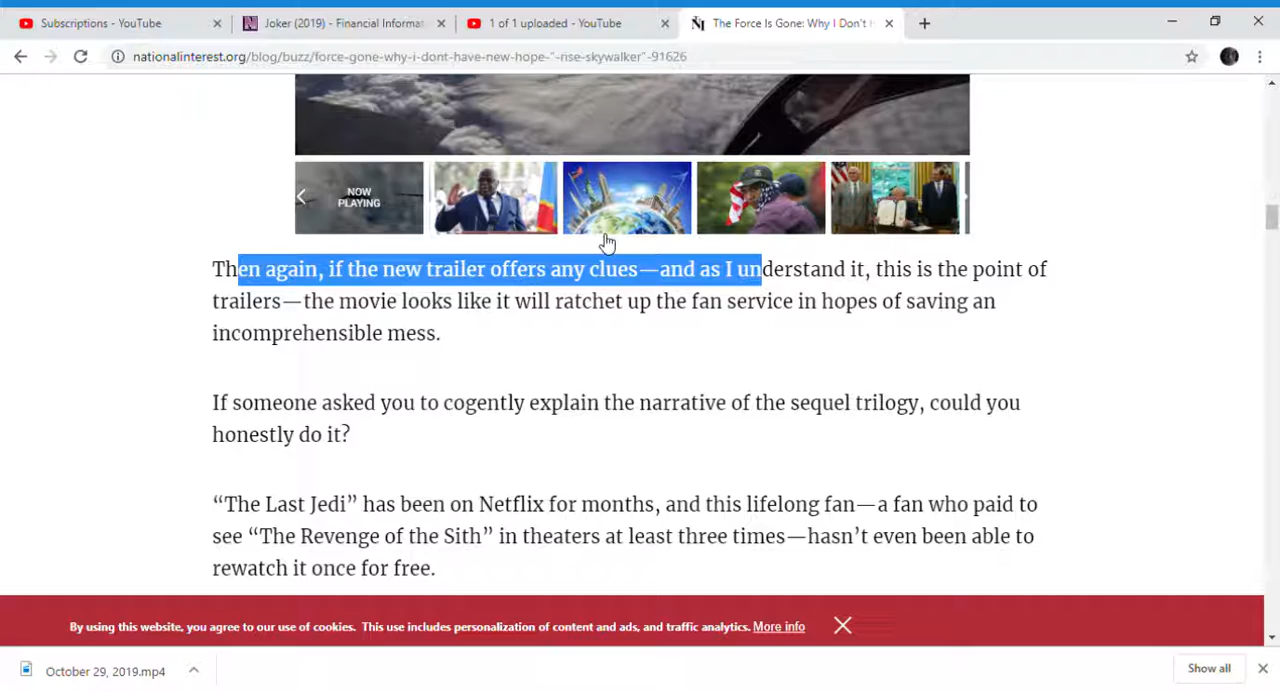 Subscriptions - YouTube
Joker (2019) - Financial Informat
1 of 1 uploaded - YouTube
The Force Is Gone: Why I Don't H
nationalinterest.org/blog/buzz/force-gone-why-i-dont-have-new-hope-“-rise-skywalker”-91626
NOW
PLAYING
Then again, if the new trailer offers any clues—and as I understand it, this is the point of
trailers—the movie looks like it will ratchet up the fan service in hopes of saving an
incomprehensible mess.
If someone asked you to cogently explain the narrative of the sequel trilogy, could you
honestly do it?
“The Last Jedi” has been on Netflix for months, and this lifelong fan—a fan who paid to
see “The Revenge of the Sith” in theaters at least three times—hasn’t even been able to
rewatch it once for free.
By using this website, you agree to our use of cookies. This use includes personalization of content and ads, and traffic analytics. More info
October 29, 2019.mp4
Show all